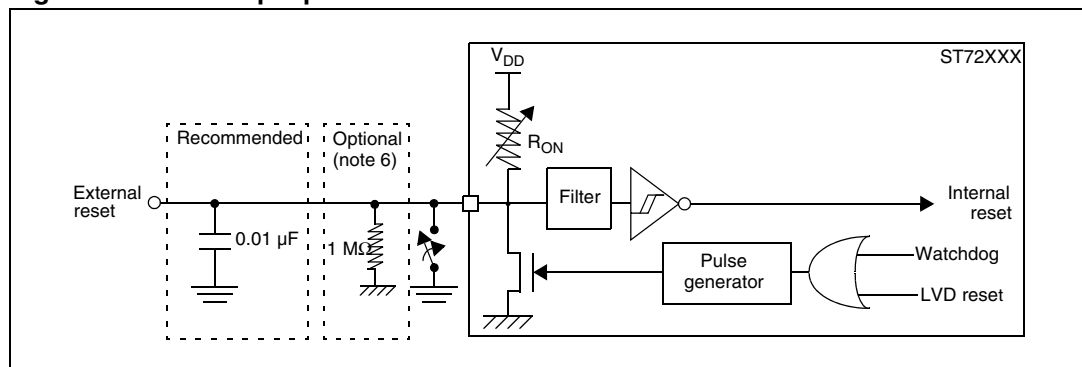 ST72XXX
VDD
RON
Recommended
Optional
(note 6)
External
reset
0.01 µF
1 MΩ
Filter
Internal
reset
Pulse
generator
Watchdog
LVD reset